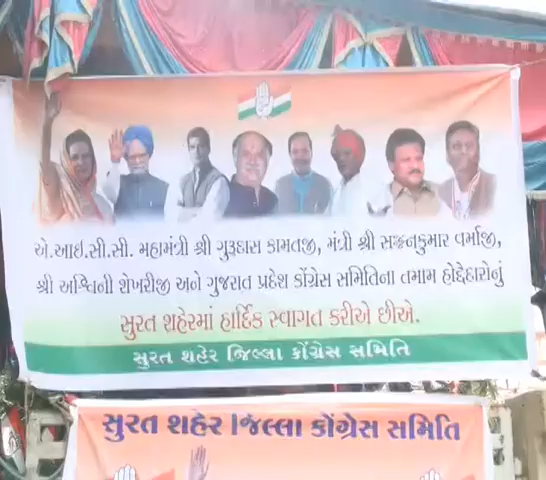 એ.આઈ.સી.સી. મહામંત્રી શ્રી ગુરૂદાસ કામતજી, મંત્રી શ્રી સજ્જનકુમાર વર્માજી,
શ્રી અશ્વિની શેખરીજી અને ગુજરાત પ્રદેશ કોંગ્રેસ સમિતિના તમામ હોદ્દેદારોનું
સુરત શહેરમાં હાર્દિક સ્વાગત કરીએ છીએ.
સુરત શહેર જિલ્લા કોંગ્રેસ સમિતિ
સુરત શહેર જિલ્લા કોંગ્રેસ સમિતિ